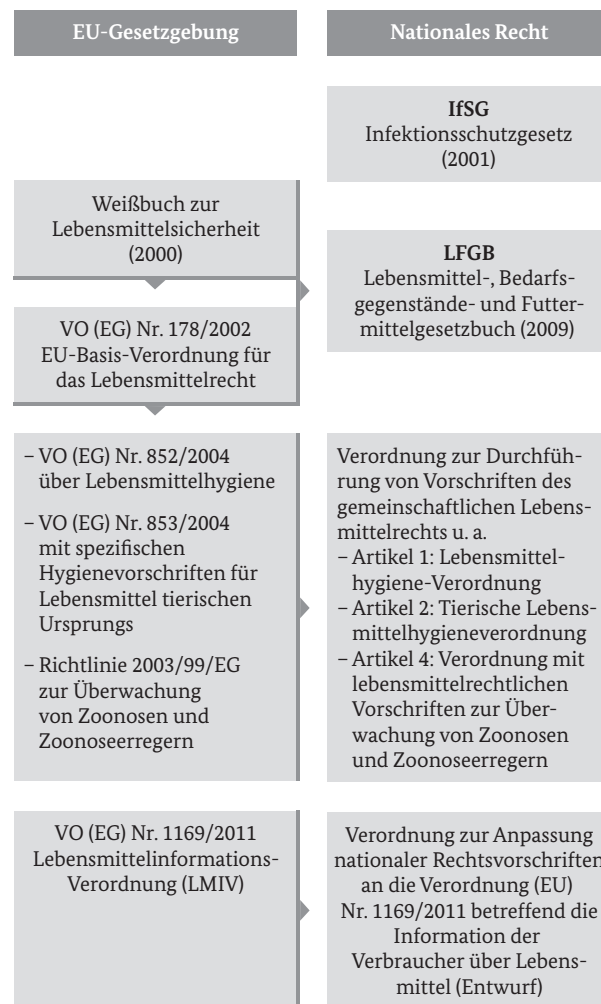 EU-Gesetzgebung
Nationales Recht
IfSG
Infektionsschutzgesetz
(2001)
Weißbuch zur
Lebensmittelsicherheit
(2000)
LFGB
Lebensmittel-, Bedarfs-
gegenstände- und Futter-
mittelgesetzbuch (2009)
VO (EG) Nr. 178/2002
EU-Basis-Verordnung für
das Lebensmittelrecht
– VO (EG) Nr. 852/2004
über Lebensmittelhygiene
– VO (EG) Nr. 853/2004
mit spezifischen
Hygienevorschriften für
Lebensmittel tierischen
Ursprungs
– Richtlinie 2003/99/EG
zur Überwachung
von Zoonosen und
Zoonoseerregern
Verordnung zur Durchfüh-
rung von Vorschriften des
gemeinschaftlichen Lebens-
mittelrechts u. a.
– Artikel 1: Lebensmittel-
hygiene-Verordnung
– Artikel 2: Tierische Lebens-
mittelhygieneverordnung
– Artikel 4: Verordnung mit
lebensmittelrechtlichen
Vorschriften zur Über-
wachung von Zoonosen
und Zoonoseerregern
VO (EG) Nr. 1169/2011
Lebensmittelinformations-
Verordnung (LMIV)
Verordnung zur Anpassung
nationaler Rechtsvorschriften
an die Verordnung (EU)
Nr. 1169/2011 betreffend die
Information der
Verbraucher über Lebens-
mittel (Entwurf)